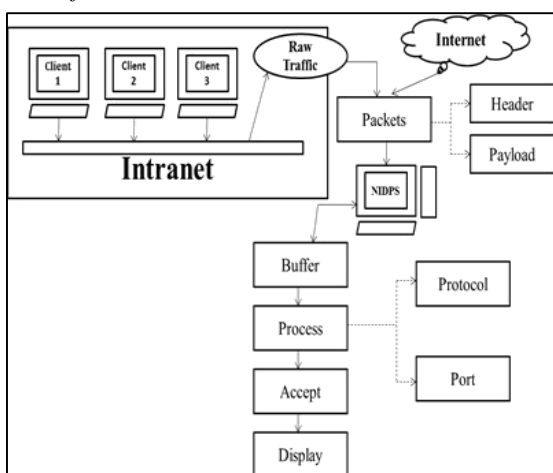 Client
1
Client
2
Client
3
Raw
Traffic
Internet
Intranet
Packets
Header
Payload
NIDPS
Buffer
Process
Protocol
Port
Accept
Display